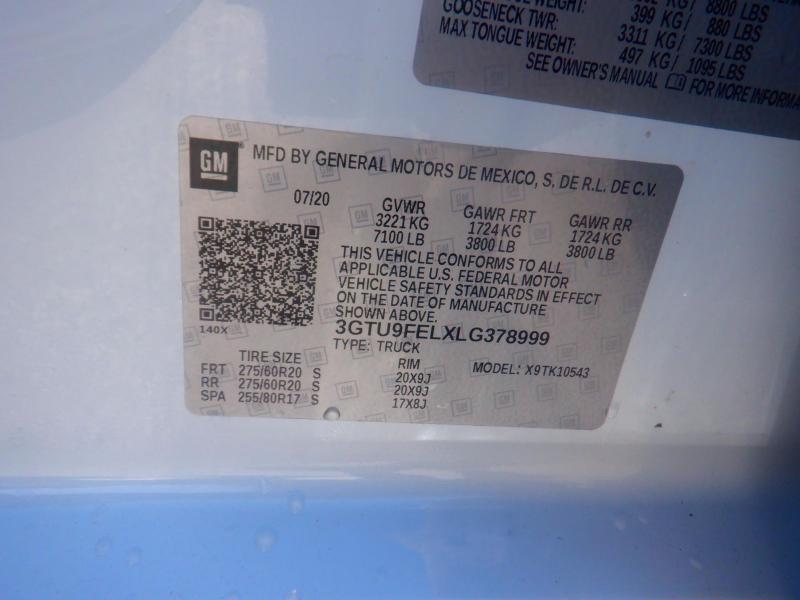 8800 LBS
GOOSENECK TWR: 399 KG/ 880 LBS
3311 KG/ 7300 LBS
MAX TONGUE WEIGHT: 497 KG/ 1095 LBS
SEE OWNER'S MANUAL FOR MORE
GM MFD BY GENERAL MOTORS DE MEXICO, S. DE R.L. DE C.V.
07/20 GVWR GAWR FRT GAWR RR
3221 KG 1724 KG 1724 KG
7100 LB 3800 LB 3800 LB
THIS VEHICLE CONFORMS TO ALL
APPLICABLE U.S. FEDERAL MOTOR
VEHICLE SAFETY STANDARDS IN EFFECT
ON THE DATE OF MANUFACTURE
SHOWN ABOVE.
140X 3GTU9FELXLG378999
TYPE: TRUCK
TIRE SIZE RIM MODEL: X9TK10543
FRT 275/60R20 S 20X9J
RR 275/60R20 S 20X9J
SPA 255/80R17 S 17X8J